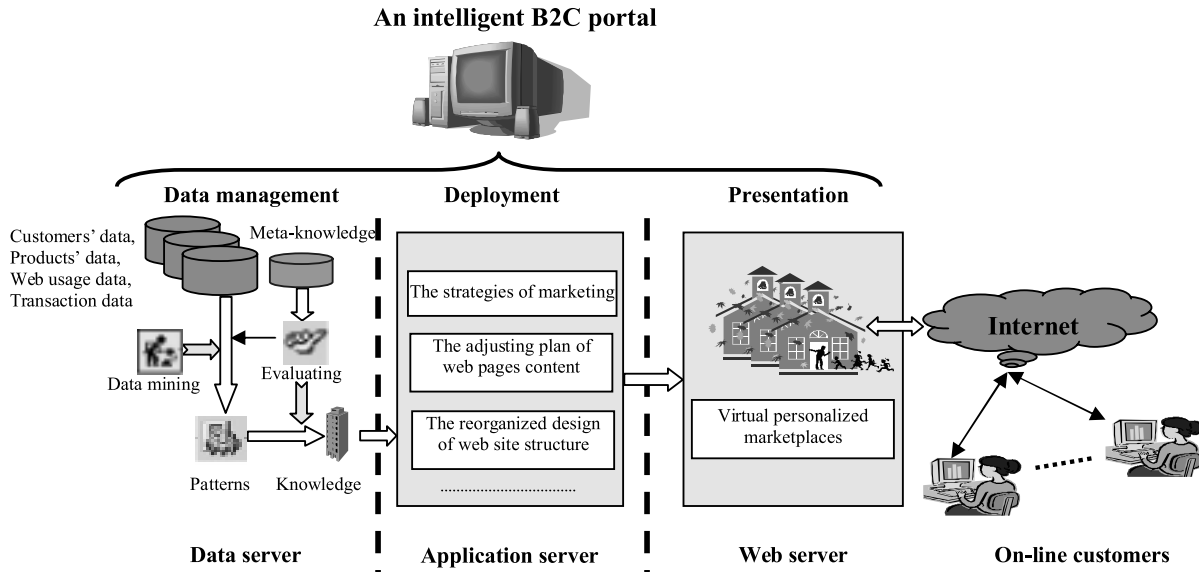 An intelligent B2C portal
Data management
Deployment
Presentation
Customers' data,
Products' data,
Web usage data,
Transaction data
Meta-knowledge
Data mining
Evaluating
Patterns
Knowledge
The strategies of marketing
The adjusting plan of
web pages content
The reorganized design
of web site structure
.................................
Virtual personalized
marketplaces
Internet
Data server
Application server
Web server
On-line customers